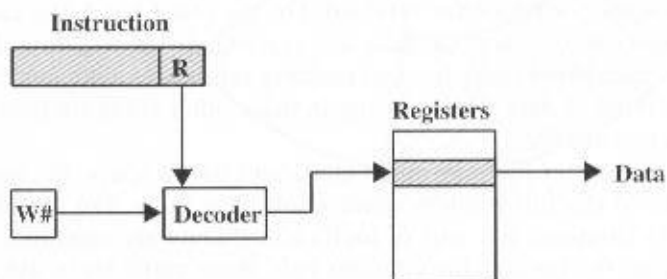 Instruction
R
Registers
Data
W#
Decoder